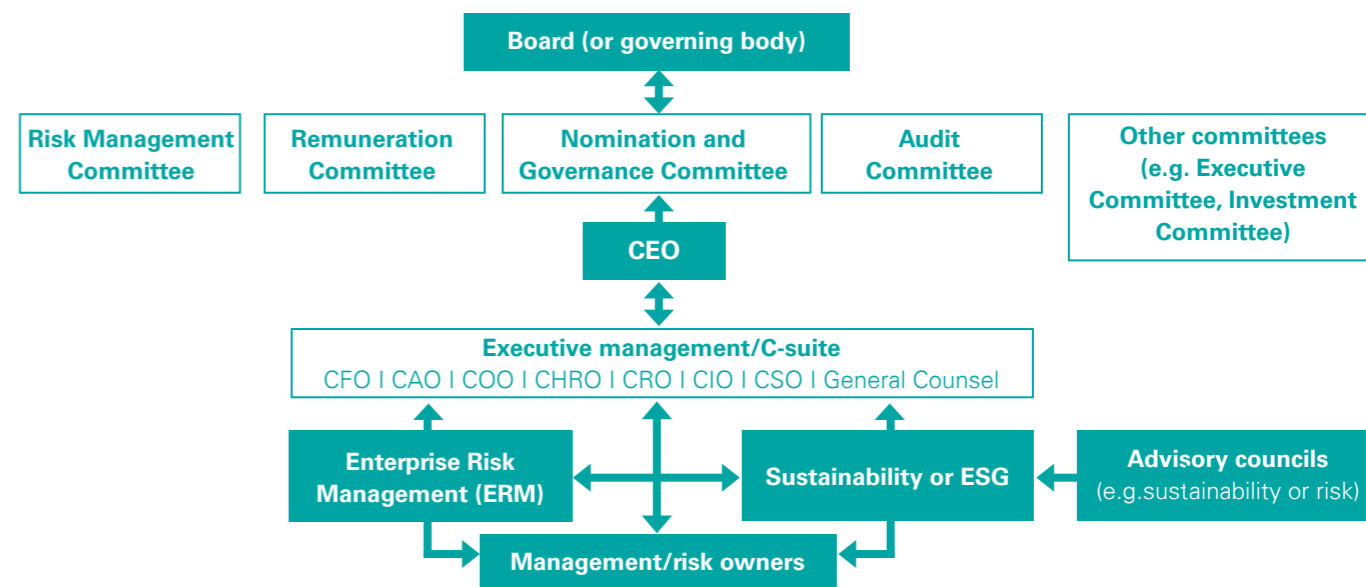 Board (or governing body)
Risk Management
Committee
Remuneration
Committee
Nomination and
Governance Committee
Audit
Committee
Other committees
(e.g. Executive
Committee, Investment
Committee)
CEO
Executive management/C-suite
CFO I CAO I COO I CHRO I CRO I CIO I CSO I General Counsel
Enterprise Risk
Management (ERM)
Sustainability or ESG
Advisory councils
(e.g.sustainability or risk)
Management/risk owners